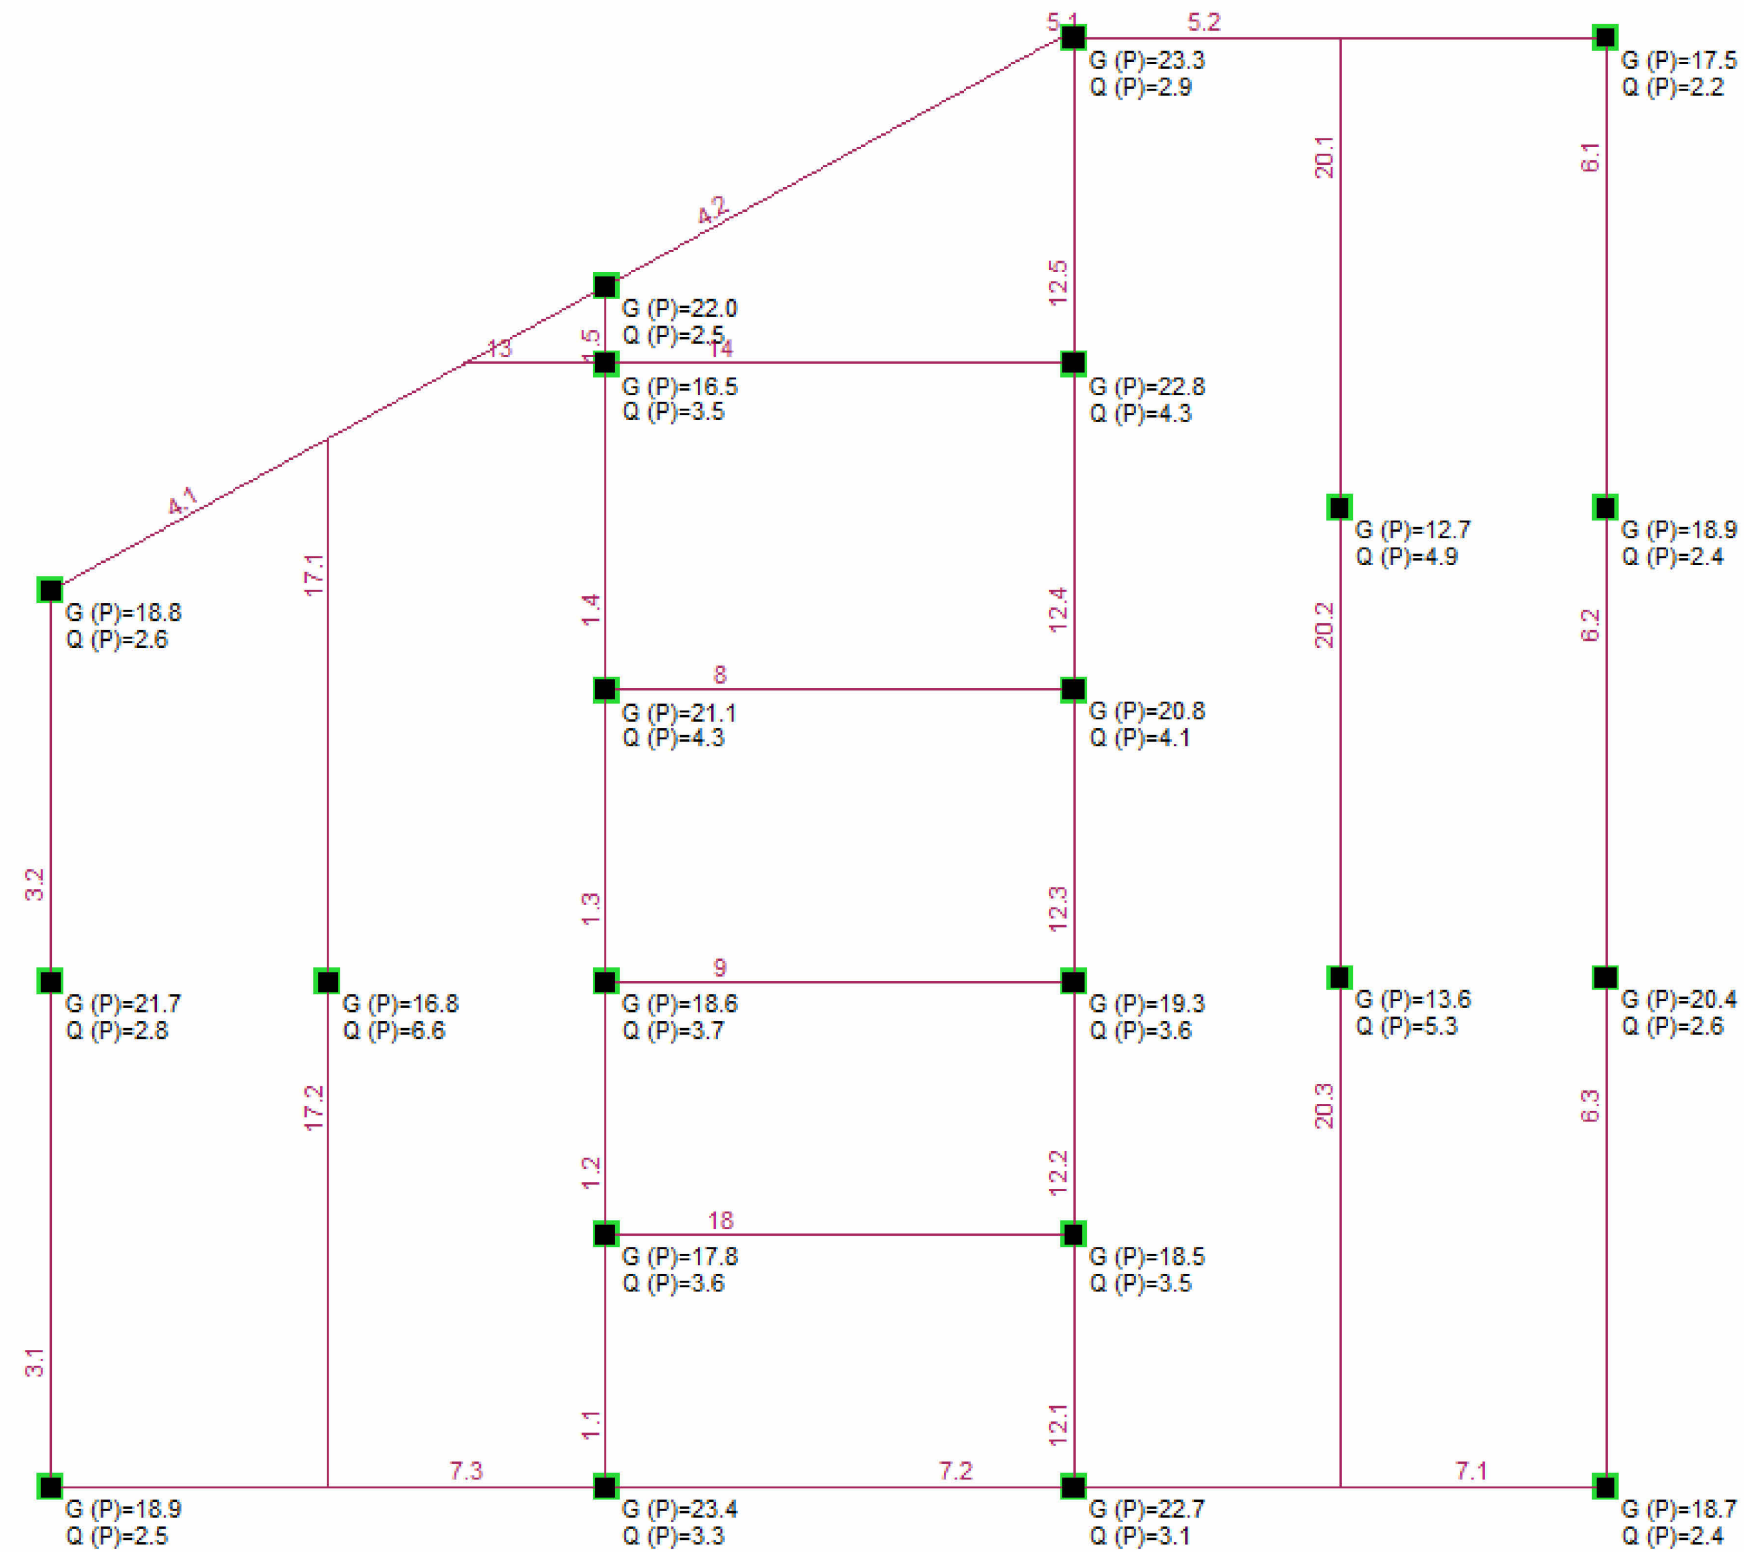 5.1
5.2
G (P)=23.3
Q (P)=2.9
G (P)=17.5
Q (P)=2.2
20.1
6.1
4.2
12.5
G (P)=22.0
Q (P)=2.5
13
1.5
14
G (P)=16.5
Q (P)=3.5
G (P)=22.8
Q (P)=4.3
4.1
G (P)=12.7
Q (P)=4.9
G (P)=18.9
Q (P)=2.4
17.1
1.4
12.4
20.2
6.2
G (P)=18.8
Q (P)=2.6
8
G (P)=21.1
Q (P)=4.3
G (P)=20.8
Q (P)=4.1
3.2
1.3
12.3
9
G (P)=21.7
Q (P)=2.8
G (P)=16.8
Q (P)=6.6
G (P)=18.6
Q (P)=3.7
G (P)=19.3
Q (P)=3.6
G (P)=13.6
Q (P)=5.3
G (P)=20.4
Q (P)=2.6
17.2
1.2
12.2
20.3
6.3
18
G (P)=17.8
Q (P)=3.6
G (P)=18.5
Q (P)=3.5
3.1
1.1
12.1
7.3
7.2
7.1
G (P)=18.9
Q (P)=2.5
G (P)=23.4
Q (P)=3.3
G (P)=22.7
Q (P)=3.1
G (P)=18.7
Q (P)=2.4